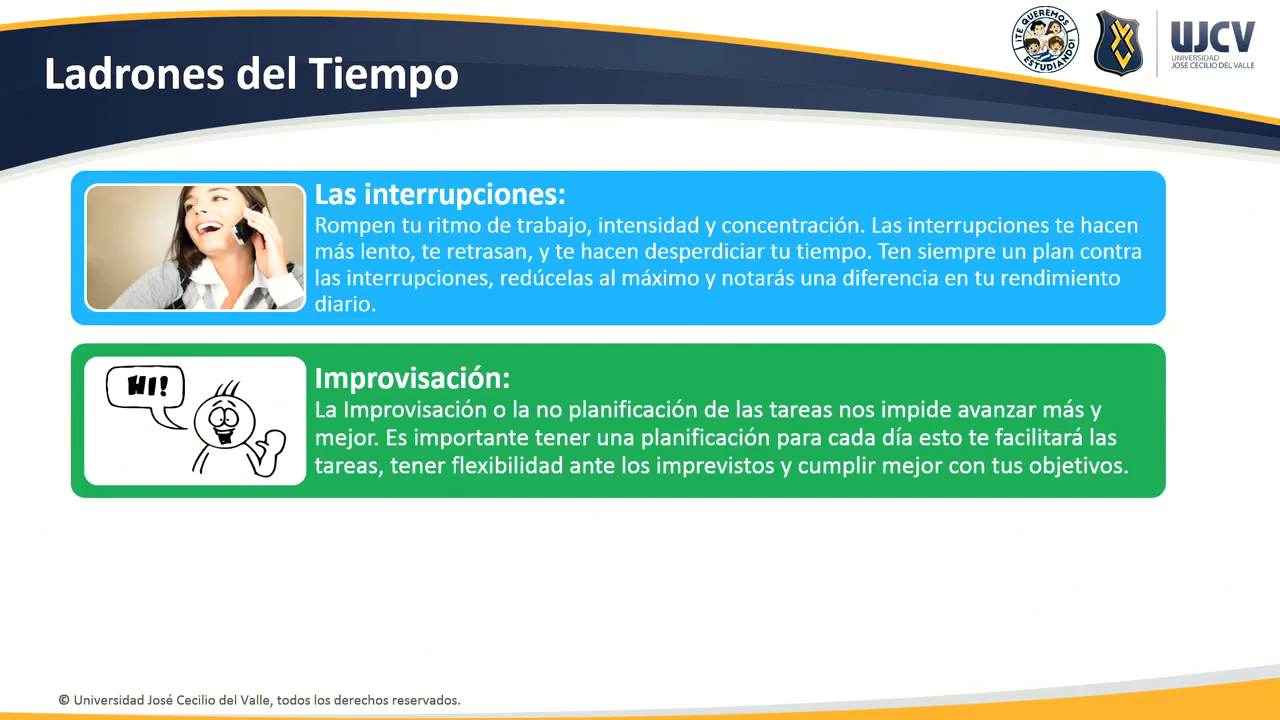 ¡TE QUEREMOS
ESTUDIANDO!
UJCV
UNIVERSIDAD
JOSÉ CECILIO DEL VALLE
Ladrones del Tiempo
Las interrupciones:
Rompen tu ritmo de trabajo, intensidad y concentración. Las interrupciones te hacen
más lento, te retrasan, y te hacen desperdiciar tu tiempo. Ten siempre un plan contra
las interrupciones, redúcelas al máximo y notarás una diferencia en tu rendimiento
diario.
HI!
Improvisación:
La Improvisación o la no planificación de las tareas nos impide avanzar más y
mejor. Es importante tener una planificación para cada día esto te facilitará las
tareas, tener flexibilidad ante los imprevistos y cumplir mejor con tus objetivos.
© Universidad José Cecilio del Valle, todos los derechos reservados.